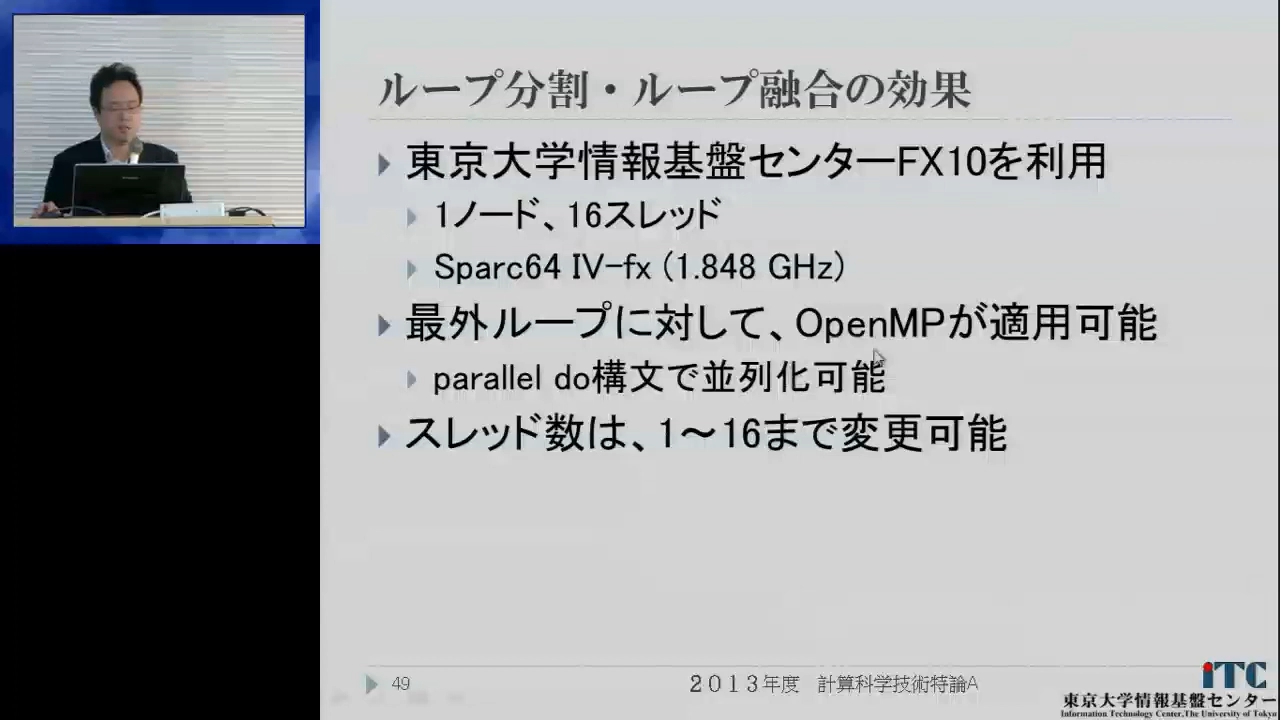 ループ分割・ループ融合の効果
東京大学情報基盤センターFX10を利用
1ノード、16スレッド
Sparc64 IV-fx (1.848 GHz)
最外ループに対して、OpenMPが適用可能
parallel do構文で並列化可能
スレッド数は、1~16まで変更可能
49
2013年度 計算科学技術特論A
iTC
東京大学情報基盤センター
Information Technology Center,The University of Tokyo